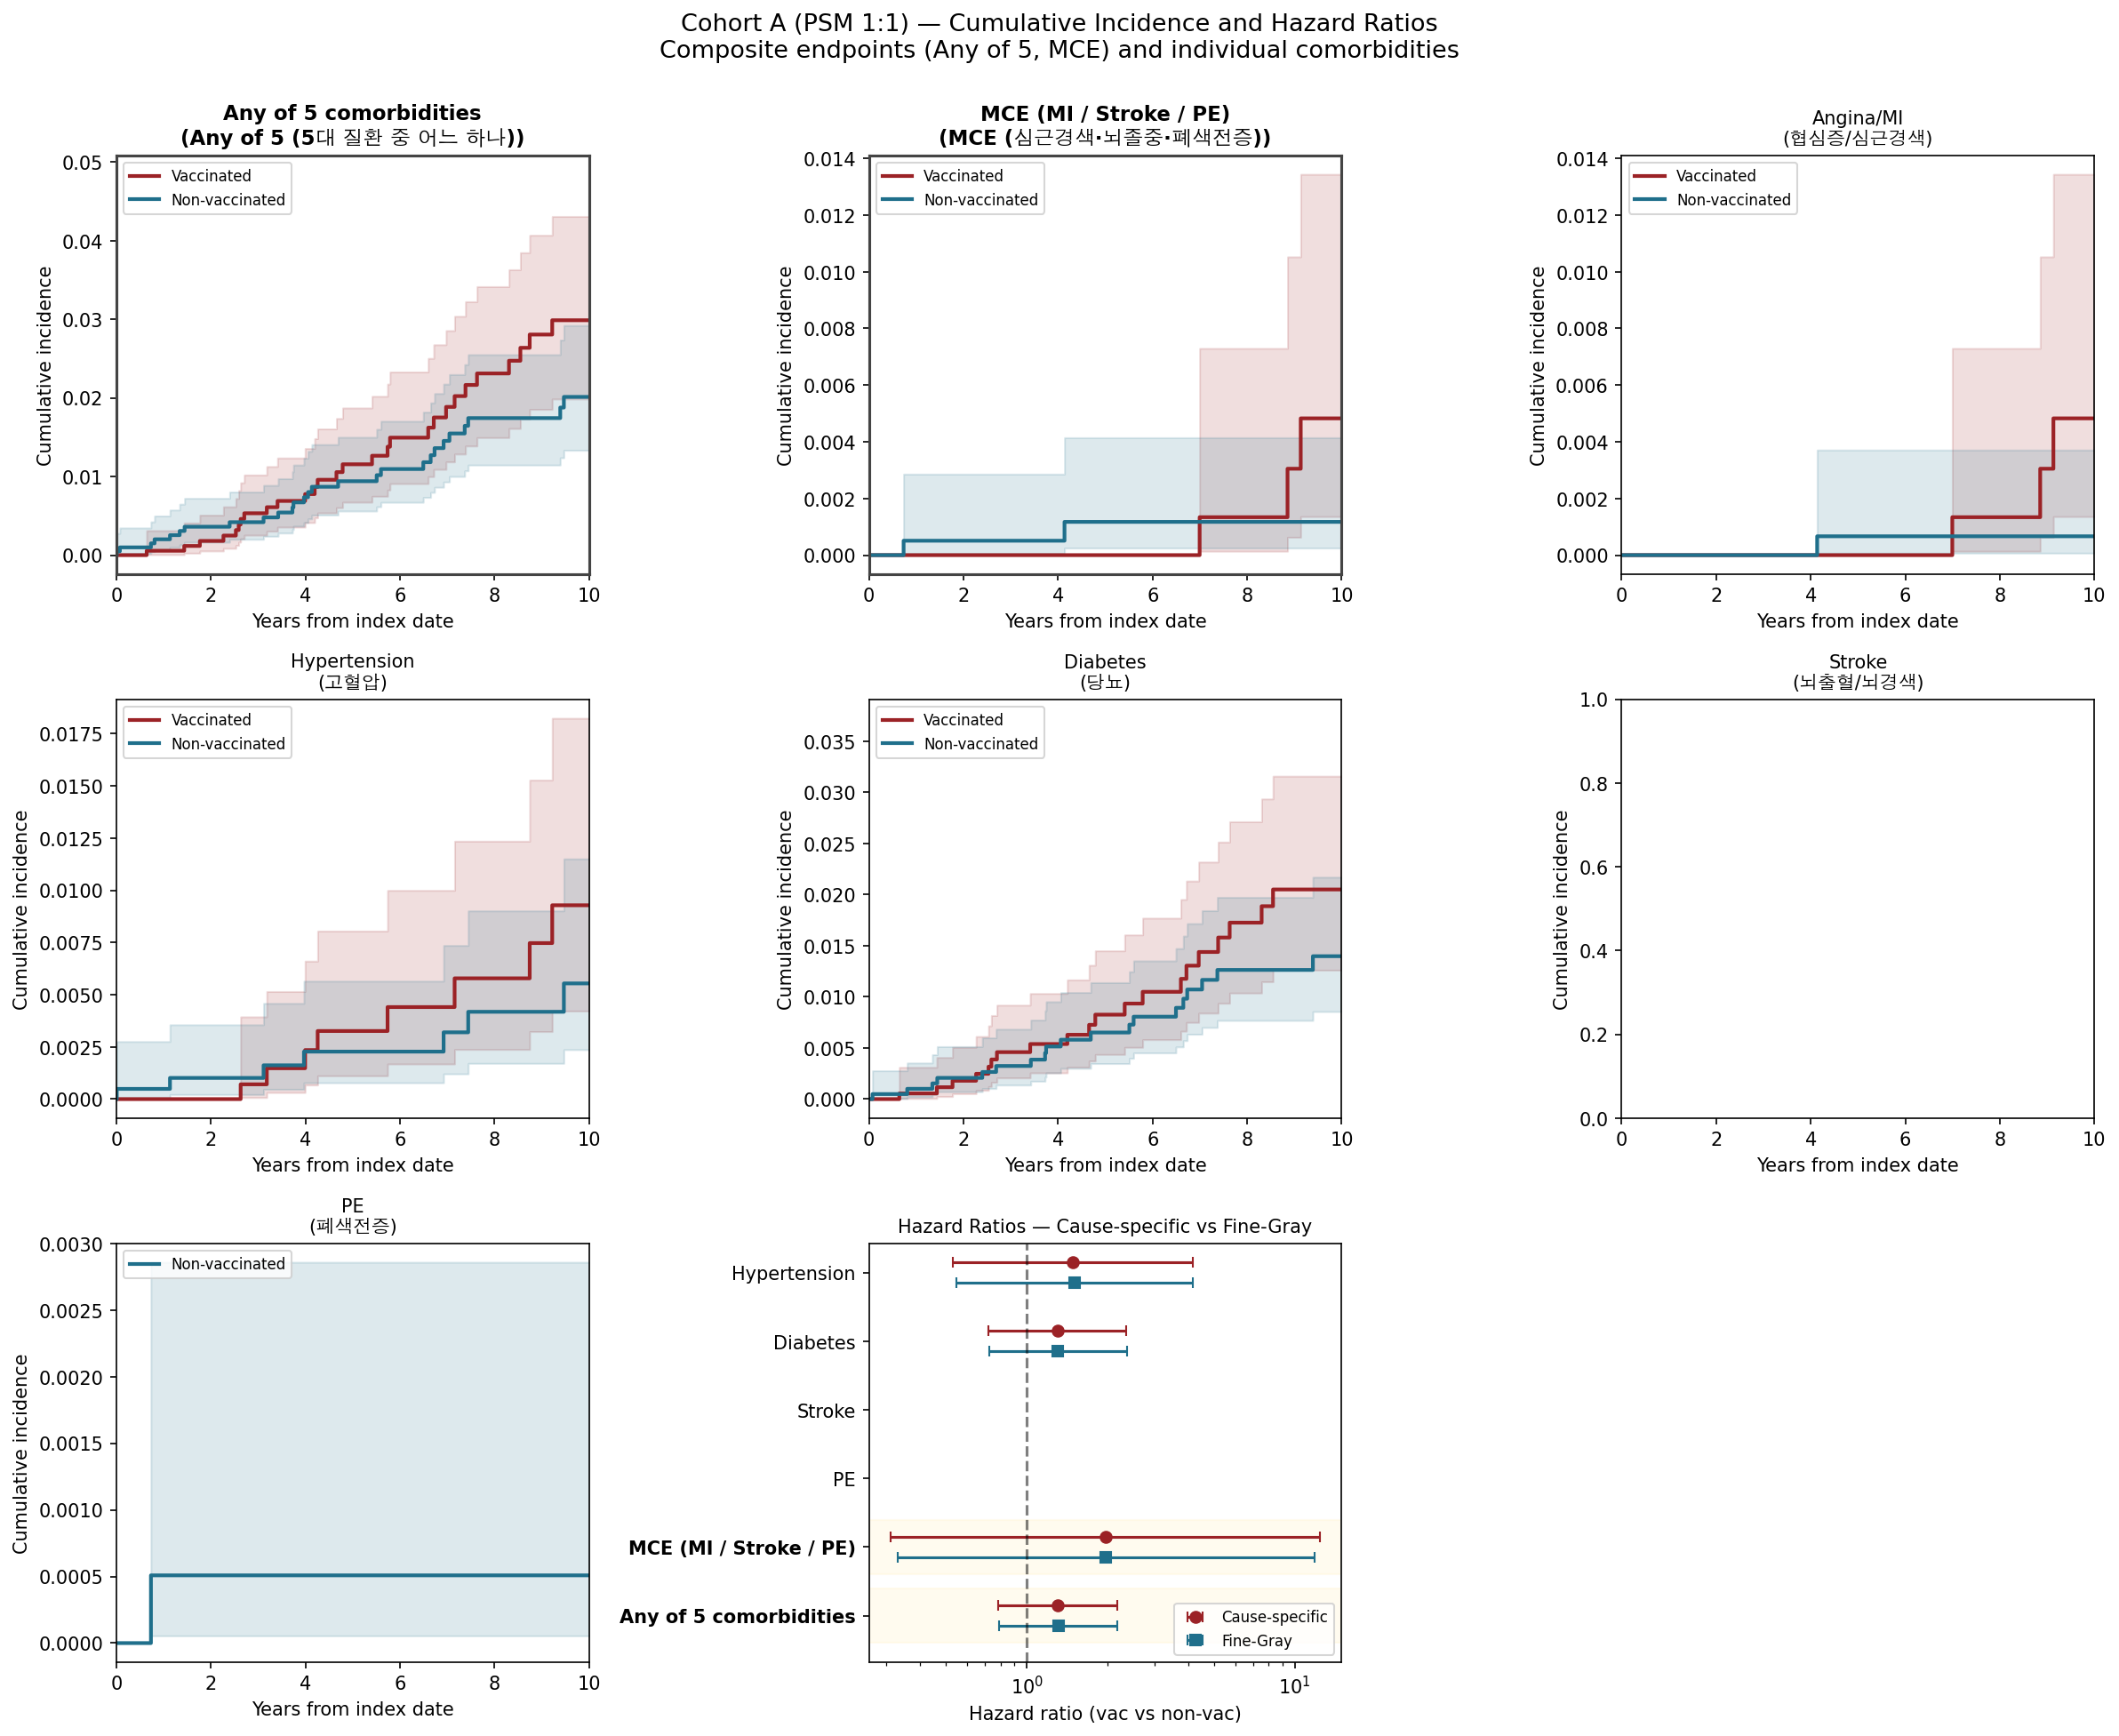 Cohort A (PSM 1:1) — Cumulative Incidence and Hazard Ratios
Composite endpoints (Any of 5, MCE) and individual comorbidities
Any of 5 comorbidities
(Any of 5 (5대 질환 중 어느 하나))
0.05
0.04
0.03
0.02
0.01
0.00
Cumulative incidence
Vaccinated
Non-vaccinated
0 2 4 6 8 10
Years from index date
MCE (MI / Stroke / PE)
(MCE (심근경색·뇌졸중·폐색전증))
0.014
0.012
0.010
0.008
0.006
0.004
0.002
0.000
Cumulative incidence
Vaccinated
Non-vaccinated
0 2 4 6 8 10
Years from index date
Angina/MI
(협심증/심근경색)
0.014
0.012
0.010
0.008
0.006
0.004
0.002
0.000
Cumulative incidence
Vaccinated
Non-vaccinated
0 2 4 6 8 10
Years from index date
Hypertension
(고혈압)
0.0175
0.0150
0.0125
0.0100
0.0075
0.0050
0.0025
0.0000
Cumulative incidence
Vaccinated
Non-vaccinated
0 2 4 6 8 10
Years from index date
Diabetes
(당뇨)
0.035
0.030
0.025
0.020
0.015
0.010
0.005
0.000
Cumulative incidence
Vaccinated
Non-vaccinated
0 2 4 6 8 10
Years from index date
Stroke
(뇌출혈/뇌경색)
1.0
0.8
0.6
0.4
0.2
0.0
Cumulative incidence
0 2 4 6 8 10
Years from index date
PE
(폐색전증)
0.0030
0.0025
0.0020
0.0015
0.0010
0.0005
0.0000
Cumulative incidence
Non-vaccinated
0 2 4 6 8 10
Years from index date
Hazard Ratios — Cause-specific vs Fine-Gray
Hypertension
Diabetes
Stroke
PE
MCE (MI / Stroke / PE)
Any of 5 comorbidities
Cause-specific
Fine-Gray
10⁰ 10¹
Hazard ratio (vac vs non-vac)